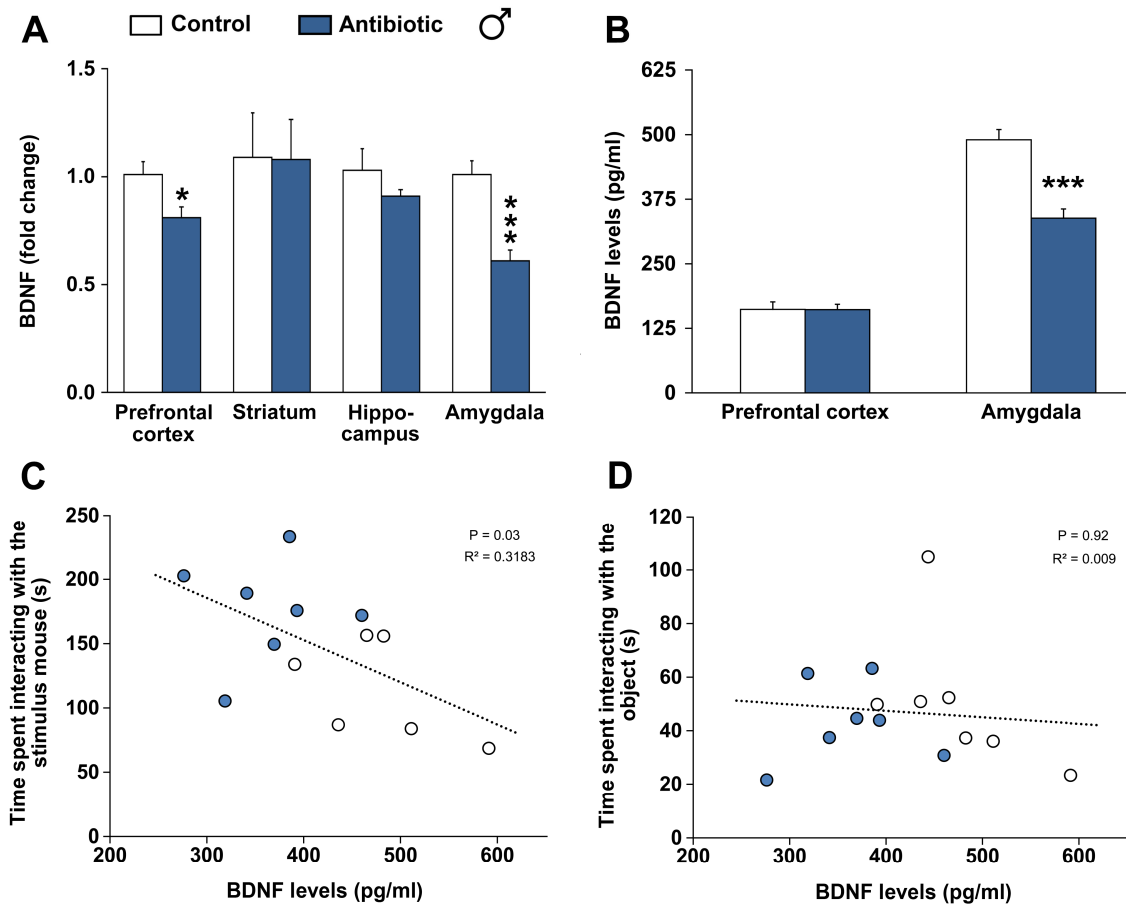 A
Control
Antibiotic
♂
BDNF (fold change)
1.5
1.0
0.5
0.0
*
***
Prefrontal
cortex
Striatum
Hippo-
campus
Amygdala
B
BDNF levels (pg/ml)
625
500
375
250
125
0
***
Prefrontal cortex
Amygdala
C
Time spent interacting with the
stimulus mouse (s)
250
200
150
100
50
0
P = 0.03
R² = 0.3183
200
300
400
500
600
BDNF levels (pg/ml)
D
Time spent interacting with the
object (s)
120
100
80
60
40
20
0
P = 0.92
R² = 0.009
200
300
400
500
600
BDNF levels (pg/ml)